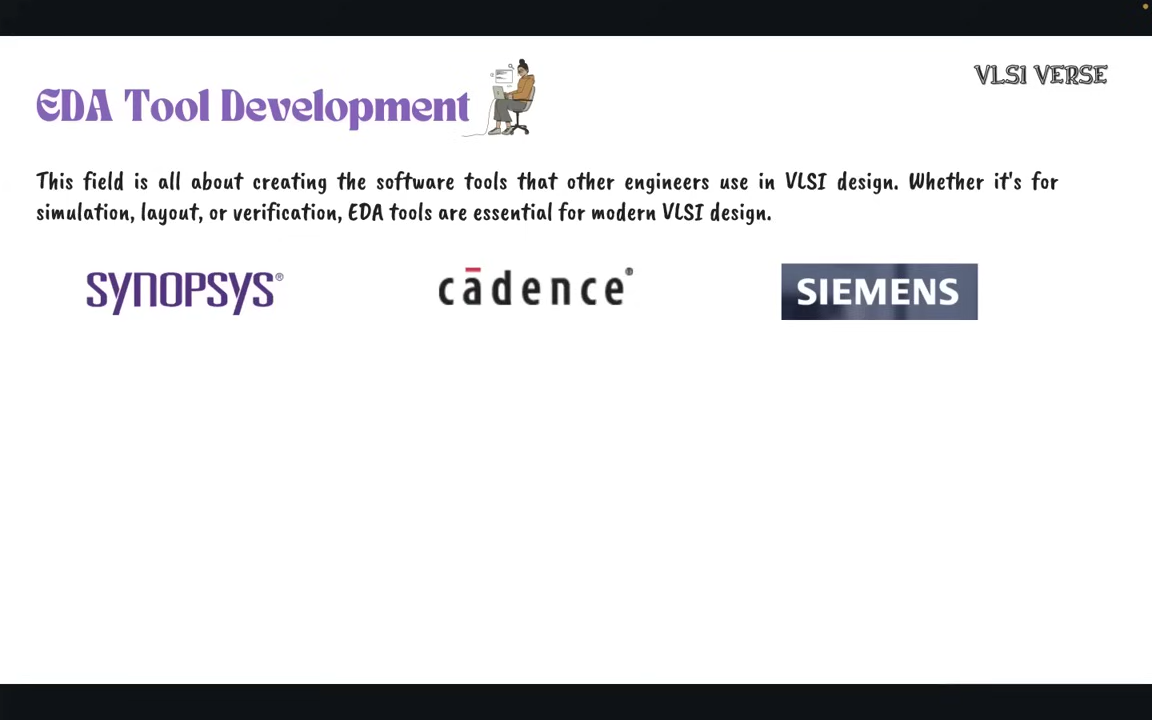 VLSI VERSE
EDA Tool Development
This field is all about creating the software tools that other engineers use in VLSI design. Whether it's for
simulation, layout, or verification, EDA tools are essential for modern VLSI design.
SYNOPSYS®
cādence®
SIEMENS